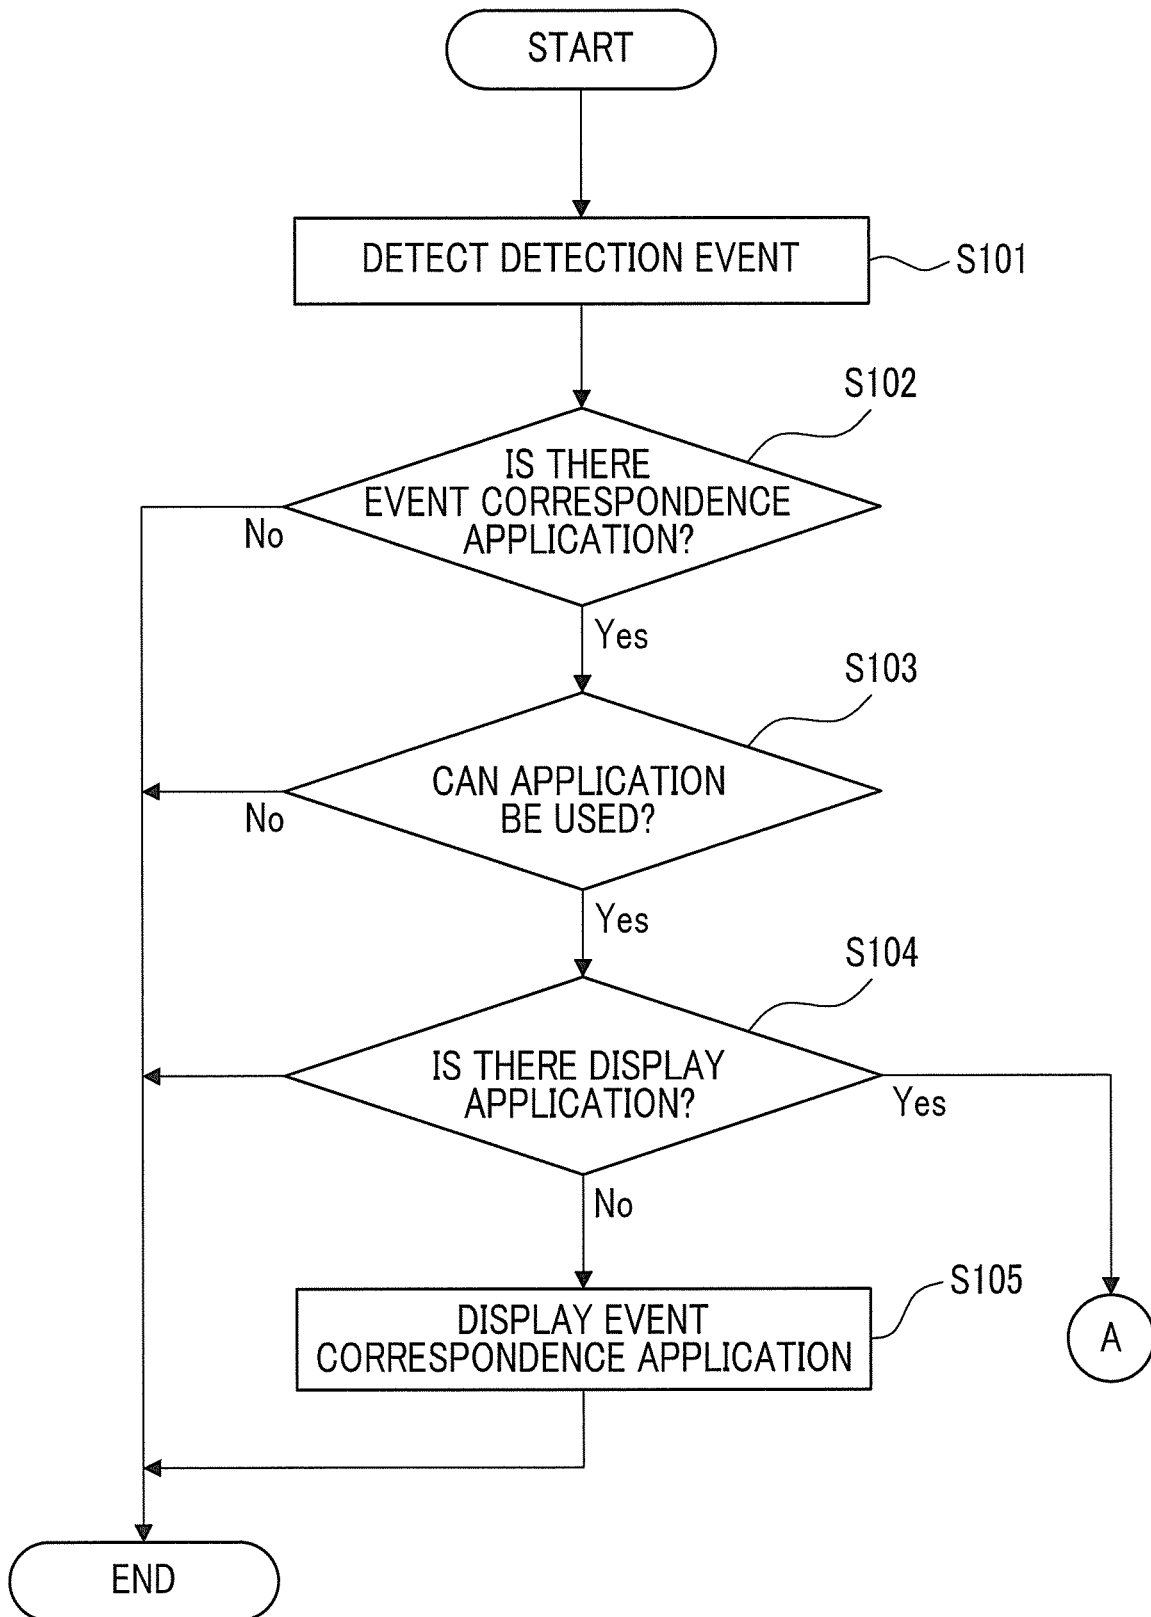 START
DETECT DETECTION EVENT
S101
S102
IS THERE
EVENT CORRESPONDENCE
APPLICATION?
No
Yes
S103
CAN APPLICATION
BE USED?
No
Yes
S104
IS THERE DISPLAY
APPLICATION?
Yes
No
S105
DISPLAY EVENT
CORRESPONDENCE APPLICATION
A
END